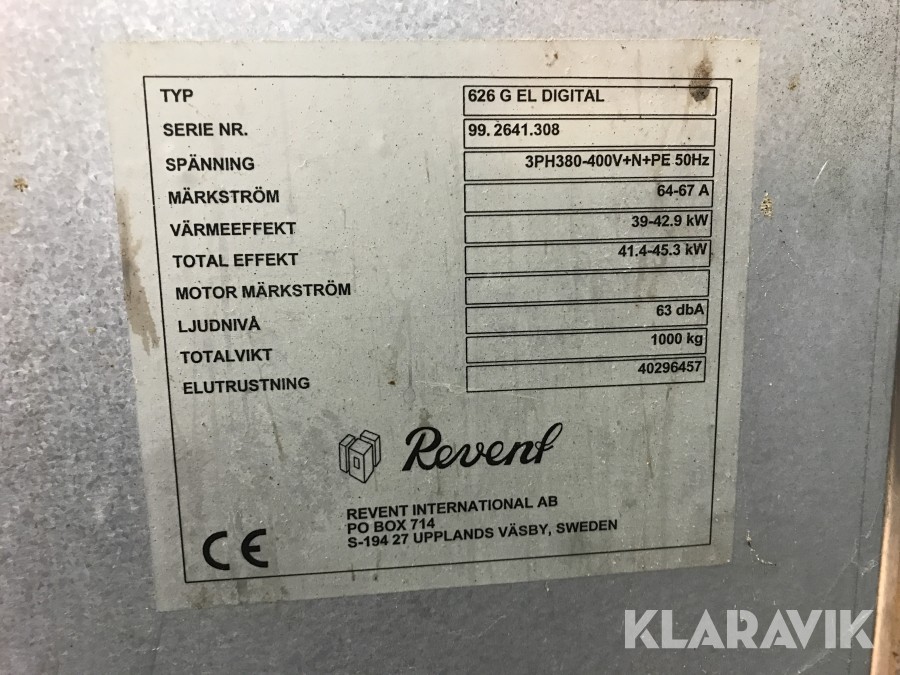 TYP 626 G EL DIGITAL
SERIE NR. 99. 2641.308
SPÄNNING 3PH380-400V+N+PE 50Hz
MÄRKSTRÖM 64-67 A
VÄRMEEFFEKT 39-42.9 kW
TOTAL EFFEKT 41.4-45.3 kW
MOTOR MÄRKSTRÖM
LJUDNIVÅ 63 dbA
TOTALVIKT 1000 kg
ELUTRUSTNING 40296457
Revent
REVENT INTERNATIONAL AB
PO BOX 714
S-194 27 UPPLANDS VÄSBY, SWEDEN
CE
KLARAVIK